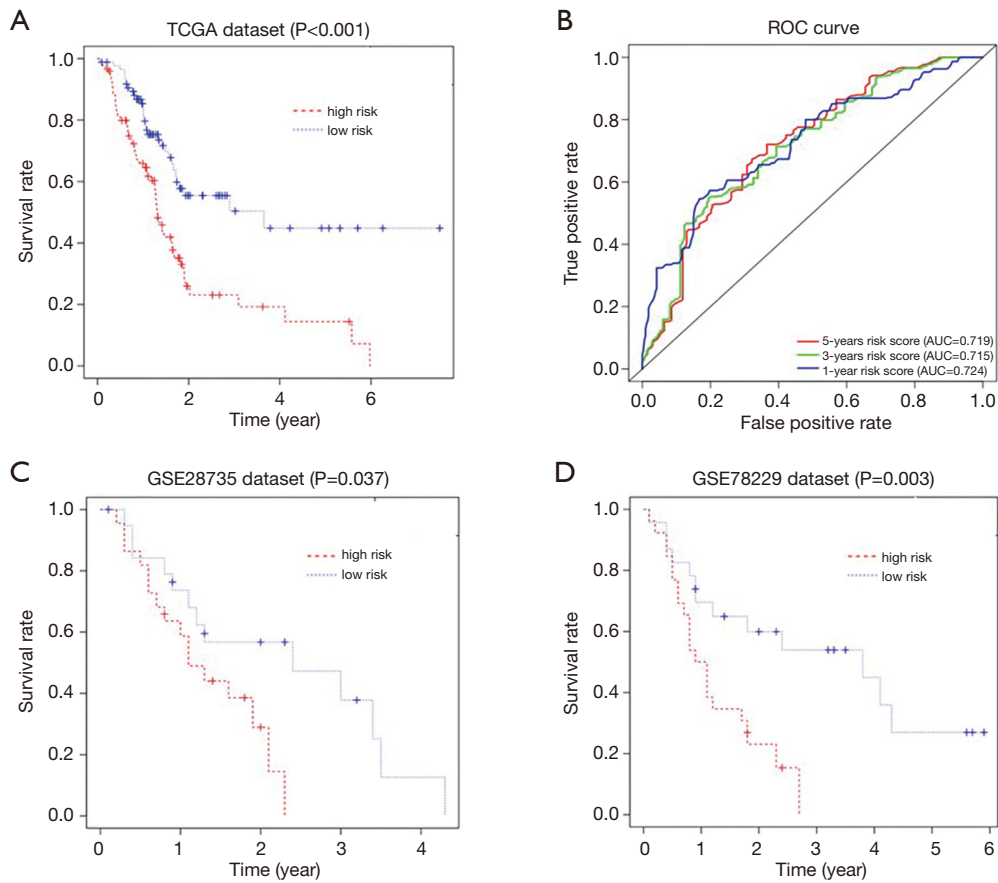 A
TCGA dataset (P<0.001)
1.0
0.8
0.6
0.4
0.2
0.0
Survival rate
high risk
low risk
0 2 4 6
Time (year)
B
ROC curve
1.0
0.8
0.6
0.4
0.2
0.0
True positive rate
5-years risk score (AUC=0.719)
3-years risk score (AUC=0.715)
1-year risk score (AUC=0.724)
0.0 0.2 0.4 0.6 0.8 1.0
False positive rate
C
GSE28735 dataset (P=0.037)
1.0
0.8
0.6
0.4
0.2
0.0
Survival rate
high risk
low risk
0 1 2 3 4
Time (year)
D
GSE78229 dataset (P=0.003)
1.0
0.8
0.6
0.4
0.2
0.0
Survival rate
high risk
low risk
0 1 2 3 4 5 6
Time (year)